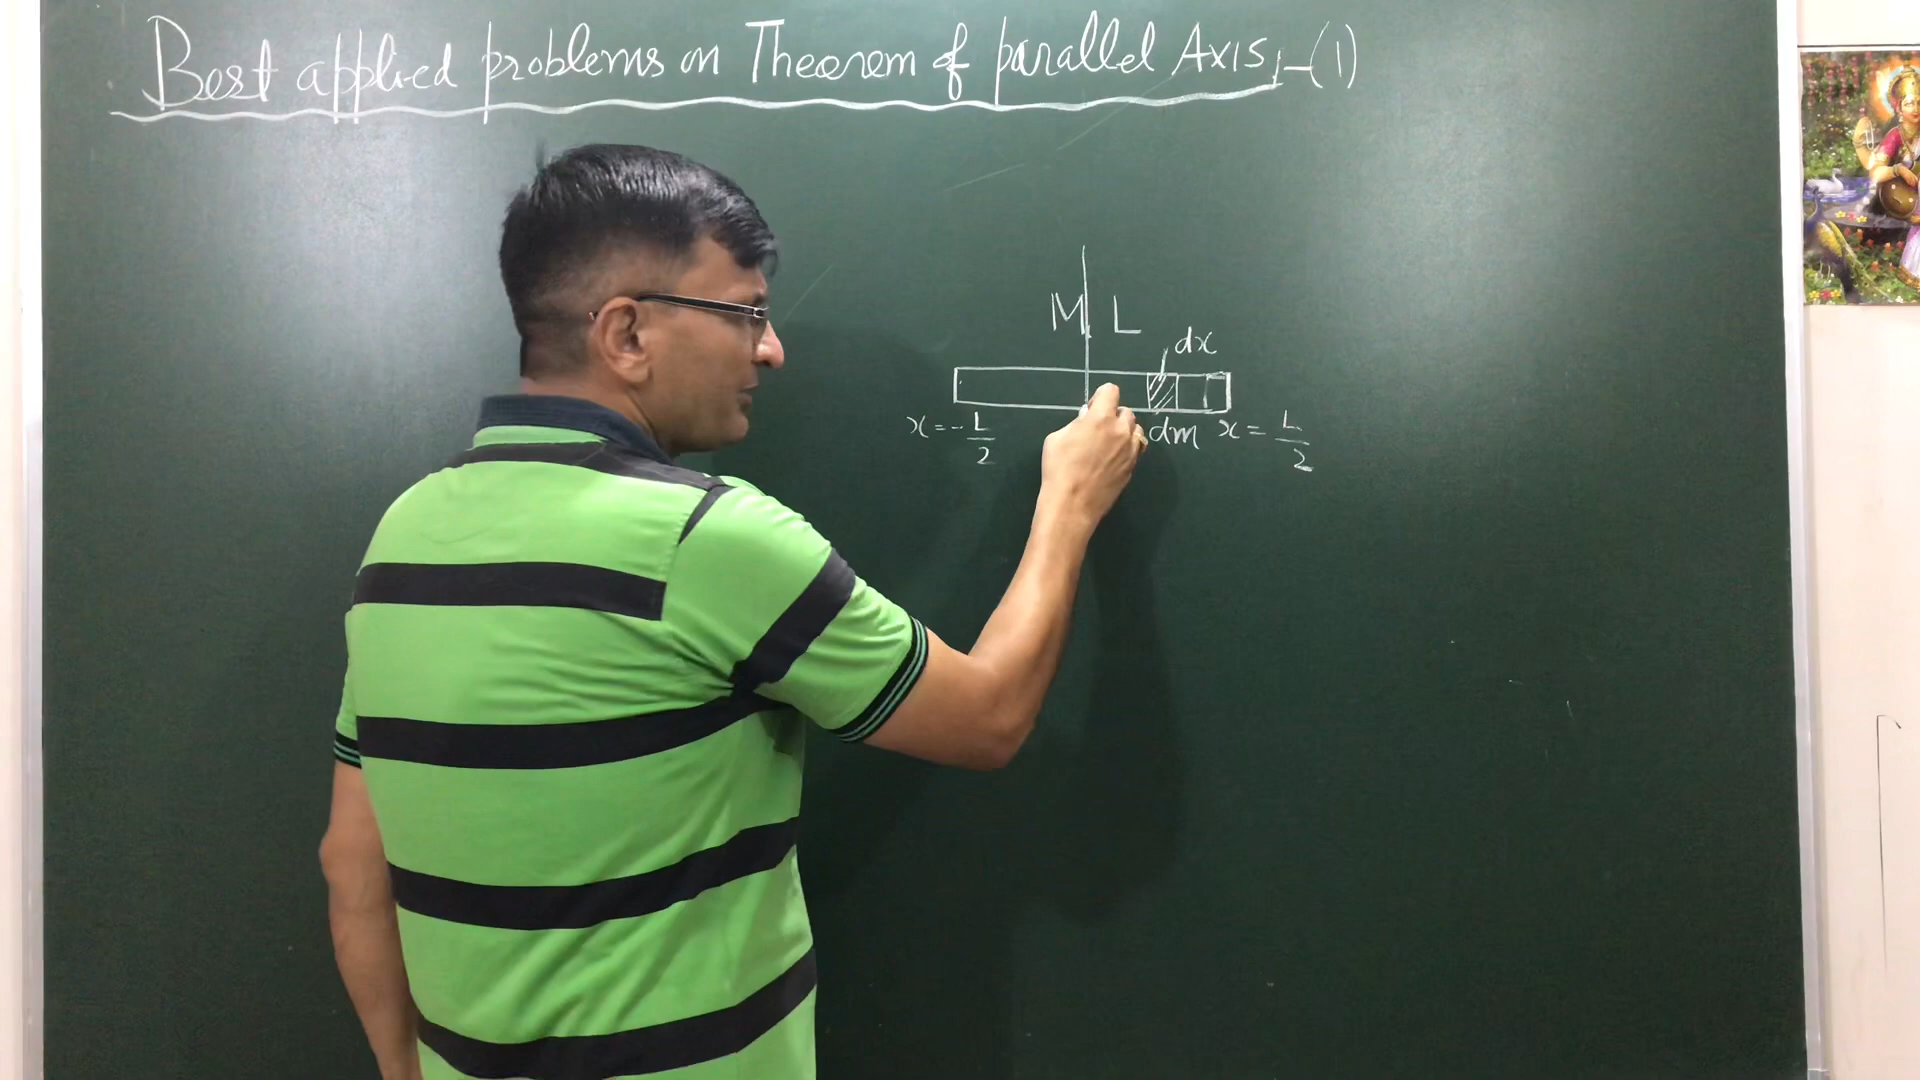 Best applied problems on Theorem of parallel Axis,-(1)
M L
dx
x=-L/2 dm x=L/2